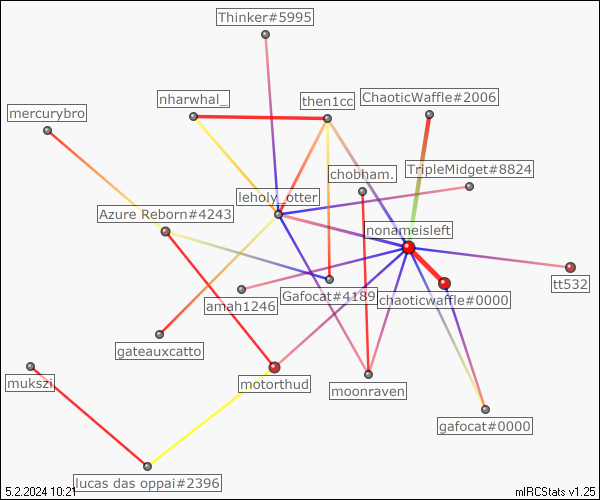 Thinker#5995
nharwhal_
then1cc
ChaoticWaffle#2006
mercurybro
chobham.
TripleMidget#8824
leholy_otter
Azure Reborn#4243
nonameisleft
amah1246
Gafocat#4189
chaoticwaffle#0000
tt532
gateauxcatto
mukszi
motorthud
moonraven
gafocat#0000
lucas das oppai#2396
5.2.2024 10:21
mIRCStats v1.25